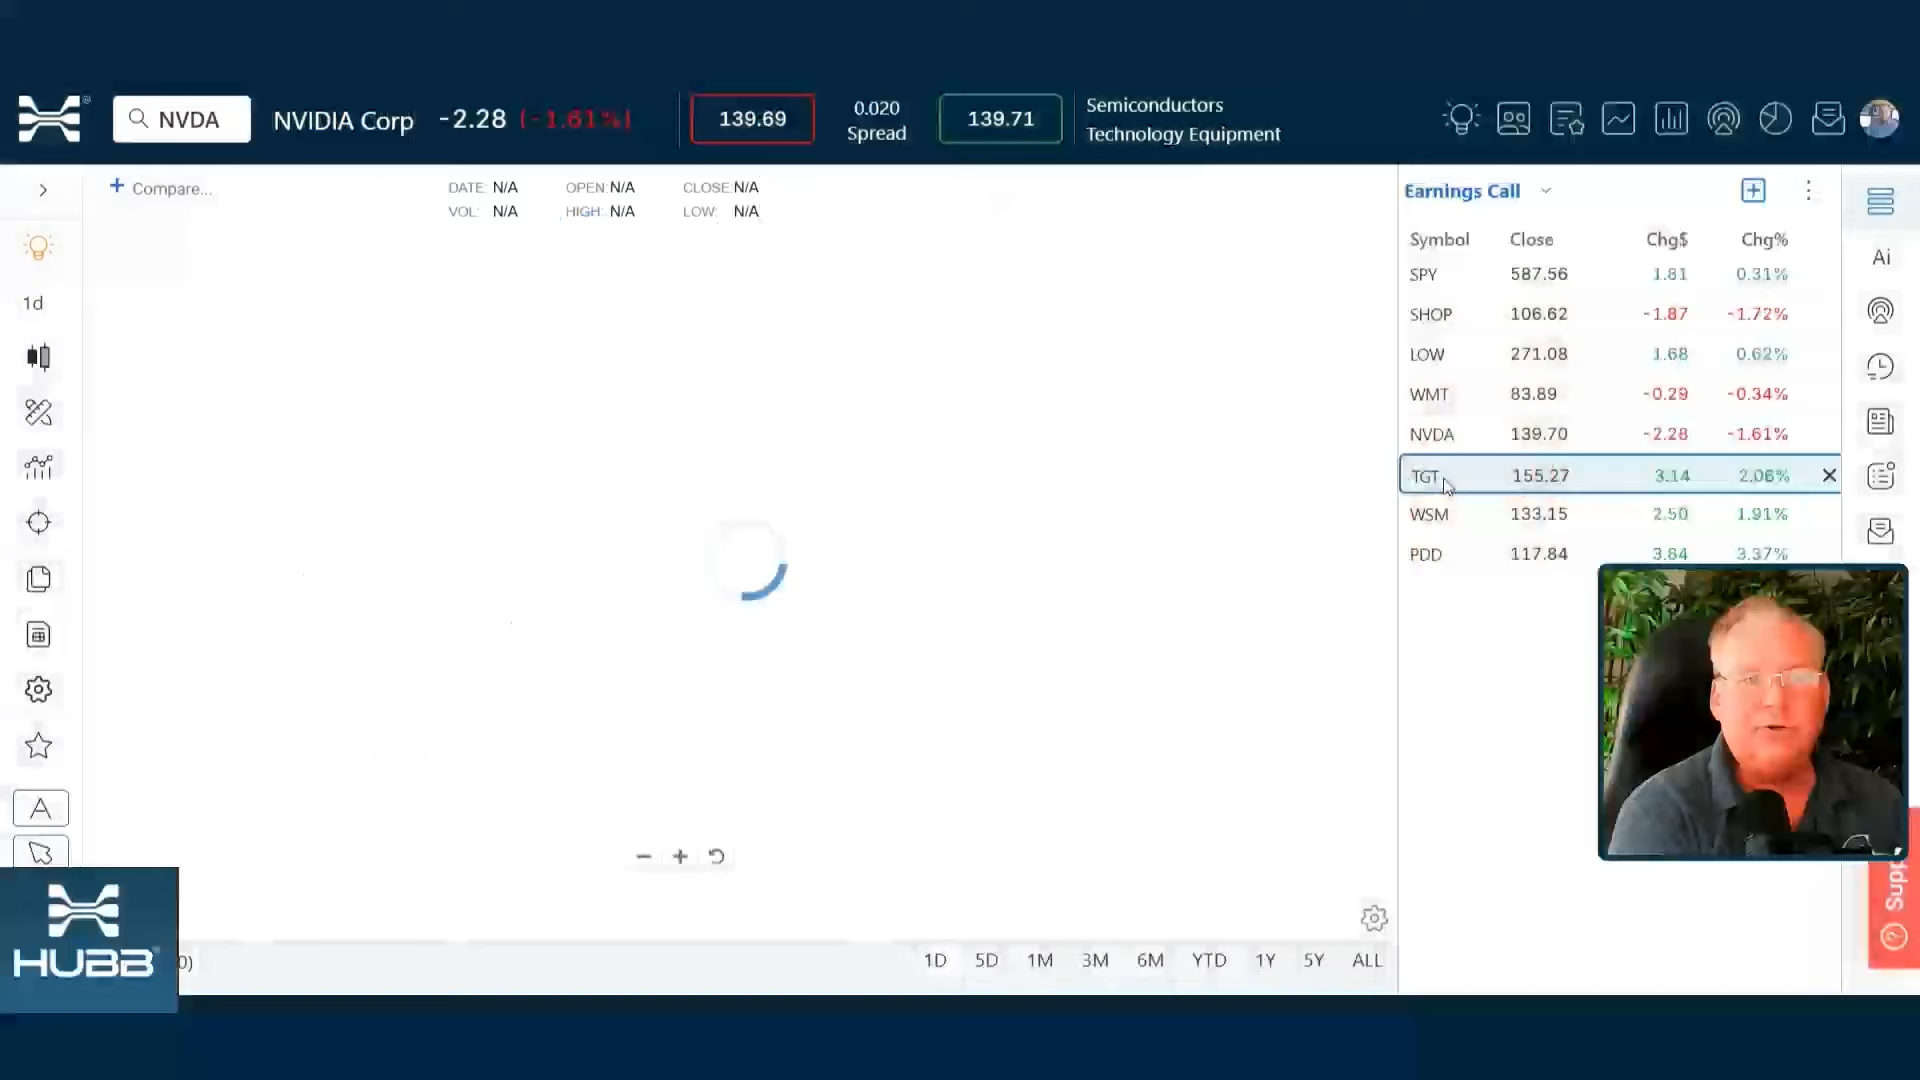 NVDA
NVIDIA Corp
-2.28 (-1.61%)
139.69
0.020
Spread
139.71
Semiconductors
Technology Equipment
+ Compare...
DATE: N/A OPEN: N/A CLOSE: N/A
VOL: N/A HIGH: N/A LOW: N/A
Earnings Call
Symbol Close Chg$ Chg%
SPY 587.56 1.81 0.31%
SHOP 106.62 -1.87 -1.72%
LOW 271.08 1.68 0.62%
WMT 83.89 -0.29 -0.34%
NVDA 139.70 -2.28 -1.61%
TGT 155.27 3.14 2.06%
WSM 133.15 2.50 1.91%
PDD 117.84 3.84 3.37%
1d
Ai
A
HUBB
0)
1D 5D 1M 3M 6M YTD 1Y 5Y ALL